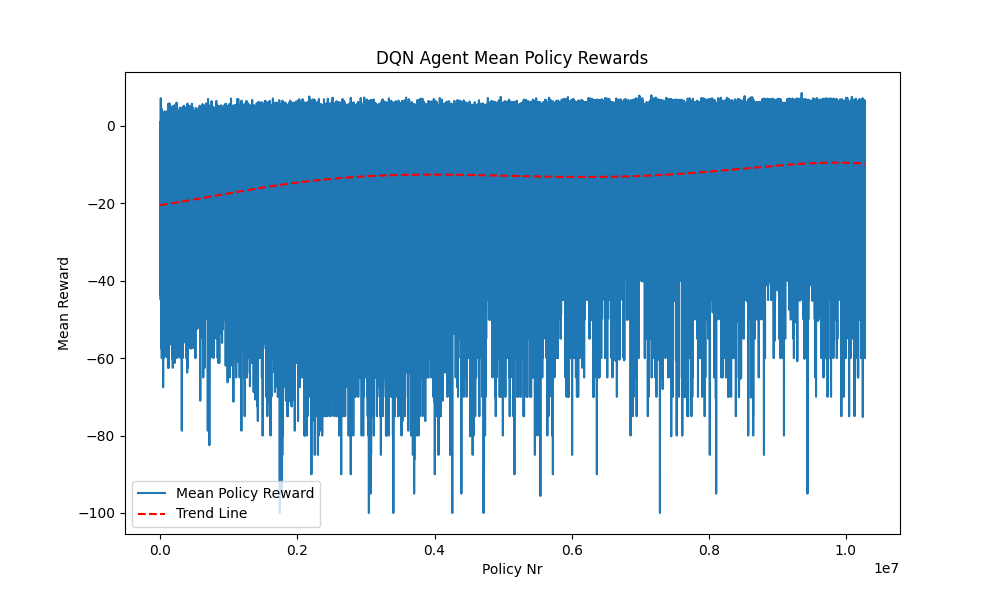 DQN Agent Mean Policy Rewards
Mean Reward
0
−20
−40
−60
−80
−100
Mean Policy Reward
Trend Line
0.0 0.2 0.4 0.6 0.8 1.0
1e7
Policy Nr